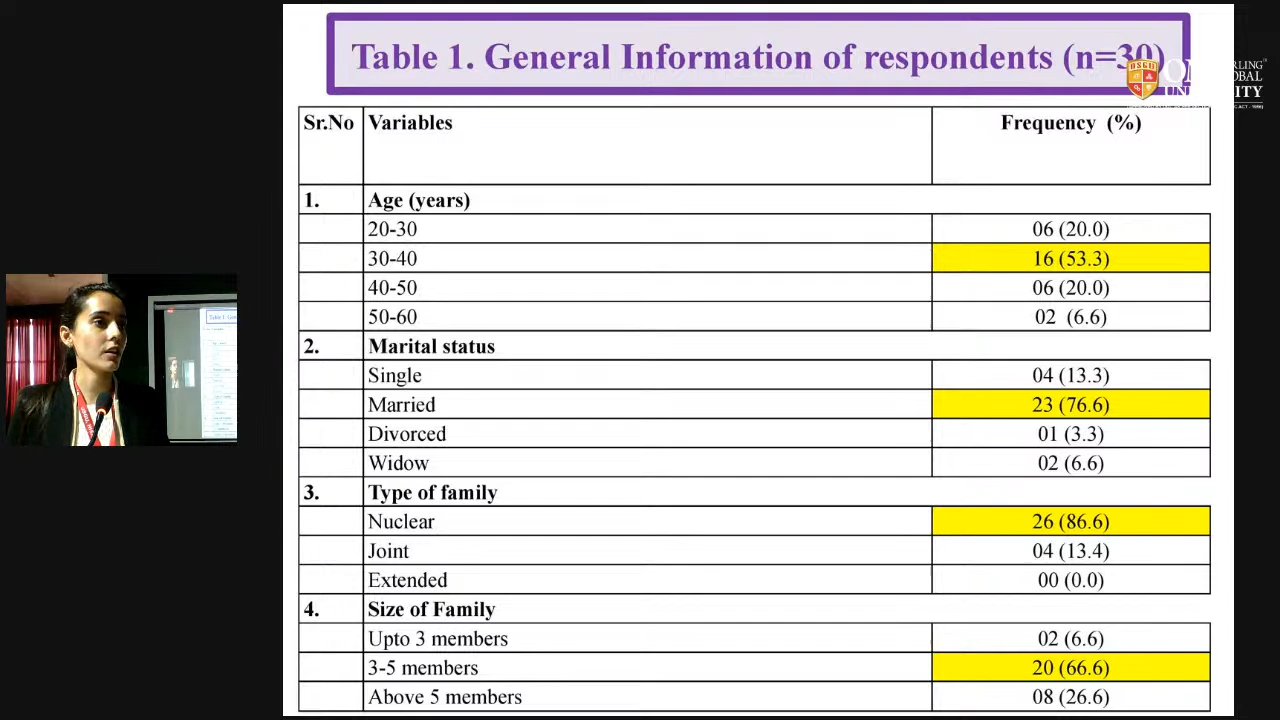 Table 1. General Information of respondents (n=30)
Sr.No Variables Frequency (%)
1. Age (years)
20-30 06 (20.0)
30-40 16 (53.3)
40-50 06 (20.0)
50-60 02 (6.6)
2. Marital status
Single 04 (13.3)
Married 23 (76.6)
Divorced 01 (3.3)
Widow 02 (6.6)
3. Type of family
Nuclear 26 (86.6)
Joint 04 (13.4)
Extended 00 (0.0)
4. Size of Family
Upto 3 members 02 (6.6)
3-5 members 20 (66.6)
Above 5 members 08 (26.6)